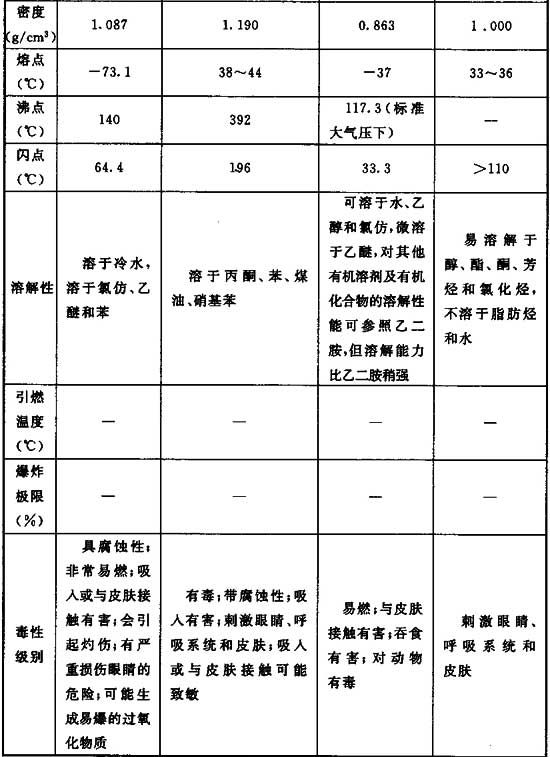 密度
(g/cm³)
1.087
1.190
0.863
1.000
熔点
(℃)
-73.1
38～44
-37
33～36
沸点
(℃)
140
392
117.3(标准
大气压下)
—
闪点
(℃)
64.4
196
33.3
>110
溶解性
溶于冷水,
溶于氯仿、乙
醚和苯
溶于丙酮、苯、煤
油、硝基苯
可溶于水、乙
醇和氯仿,微溶
于乙醚,对其他
有机溶剂及有机
化合物的溶解性
能可参照乙二
胺,但溶解能力
比乙二胺稍强
易溶解于
醇、酯、酮、芳
烃和氯化烃,
不溶于脂肪烃
和水
引燃
温度
(℃)
—
—
—
—
爆炸
极限
(%)
—
—
—
—
毒性
级别
具腐蚀性;
非常易燃;吸
入或与皮肤接
触有害;会引
起灼伤;有严
重损伤眼睛的
危险;可能生
成易爆的过氧
化物质
有毒;带腐蚀性;吸
入有害;刺激眼睛、呼
吸系统和皮肤;吸入
或与皮肤接触可能
致敏
易燃;与皮肤
接触有害;吞食
有害;对动物
有毒
刺激眼睛、
呼吸系统和
皮肤